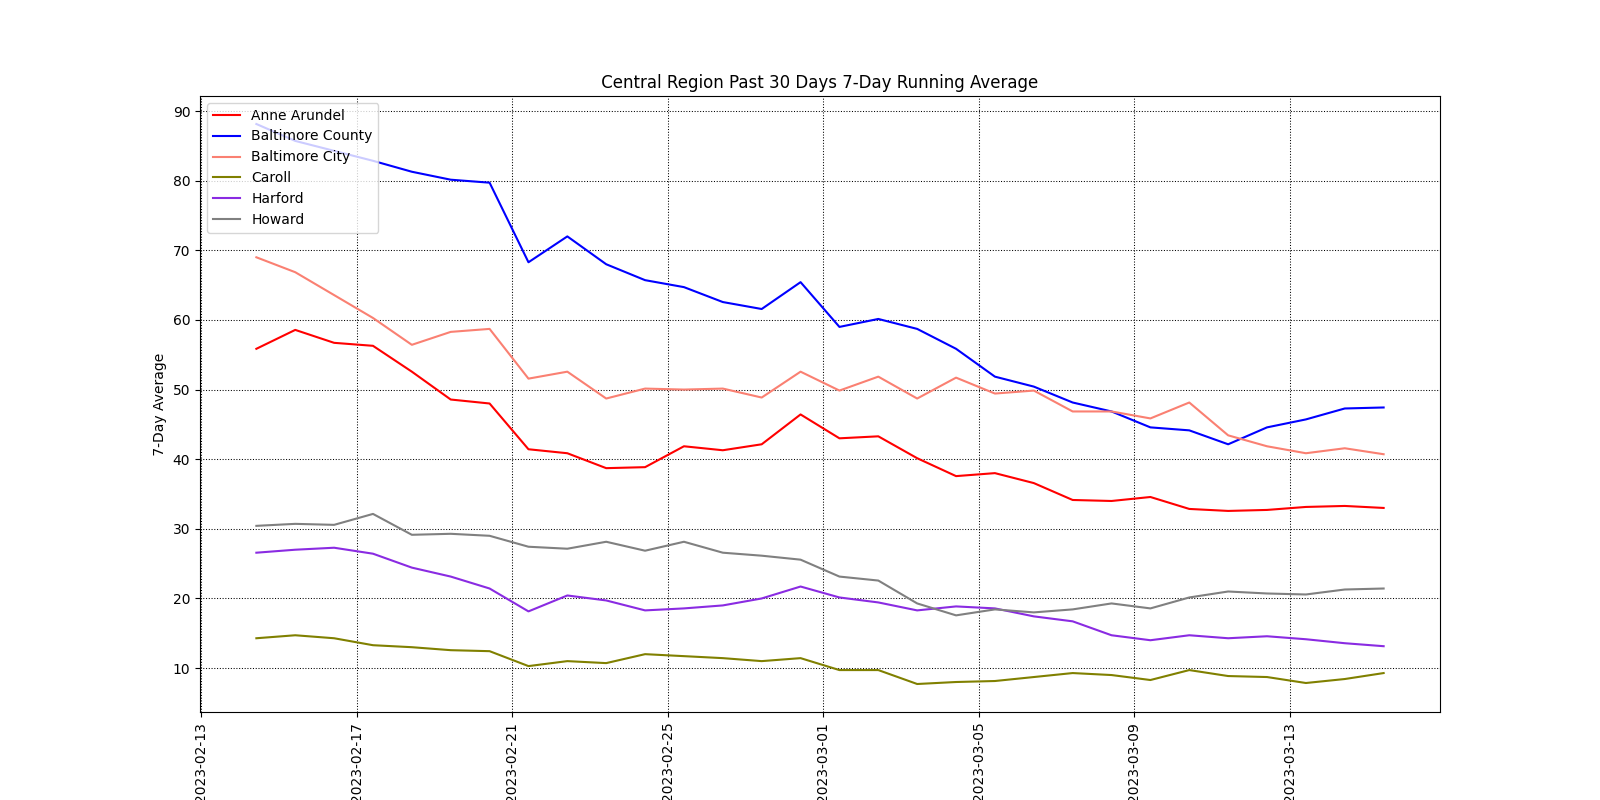 Central Region Past 30 Days 7-Day Running Average
Anne Arundel
Baltimore County
Baltimore City
Caroll
Harford
Howard
90
80
70
60
50
40
30
20
10
7-Day Average
2023-02-13
2023-02-17
2023-02-21
2023-02-25
2023-03-01
2023-03-05
2023-03-09
2023-03-13